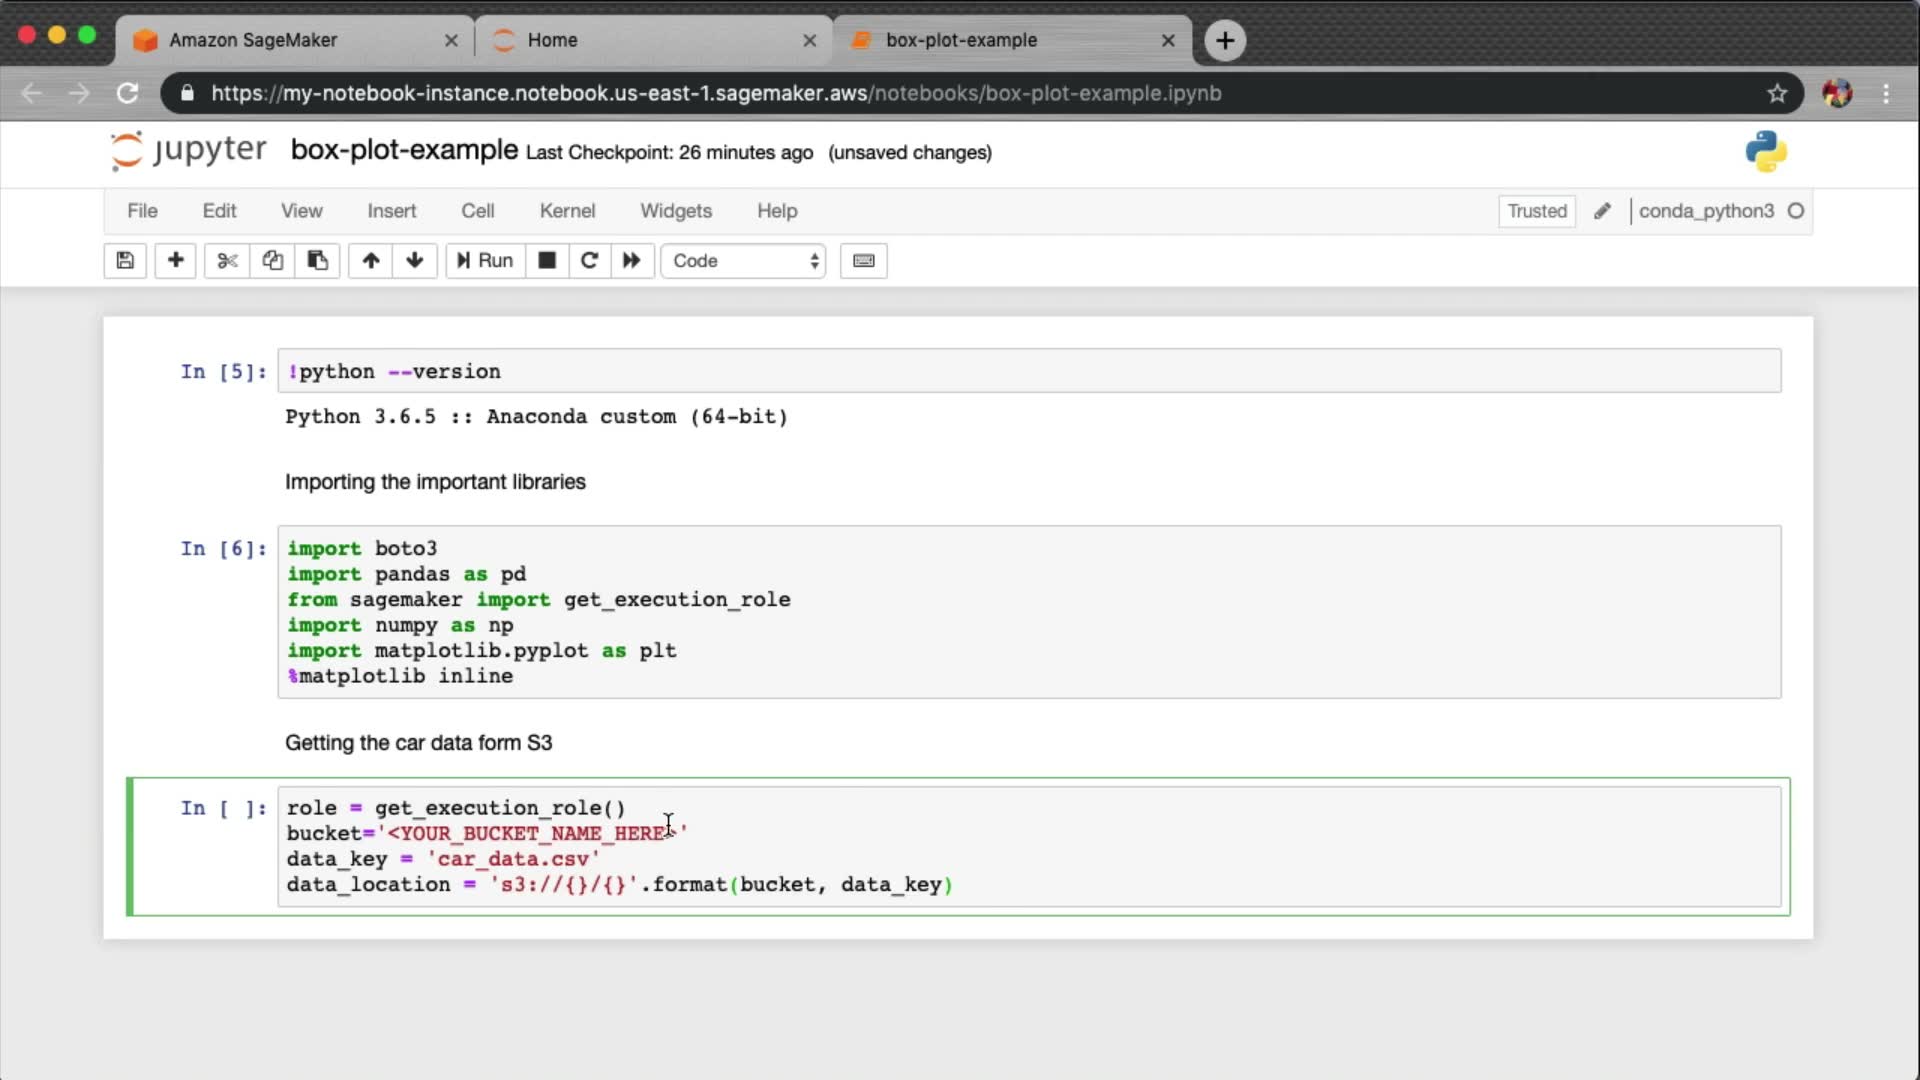 Amazon SageMaker
Home
box-plot-example
https://my-notebook-instance.notebook.us-east-1.sagemaker.aws/notebooks/box-plot-example.ipynb
jupyter box-plot-example Last Checkpoint: 26 minutes ago (unsaved changes)
File Edit View Insert Cell Kernel Widgets Help Trusted conda_python3
Run Code
In [5]: !python --version
Python 3.6.5 :: Anaconda custom (64-bit)
Importing the important libraries
In [6]: import boto3
import pandas as pd
from sagemaker import get_execution_role
import numpy as np
import matplotlib.pyplot as plt
%matplotlib inline
Getting the car data form S3
In [ ]: role = get_execution_role()
bucket='<YOUR_BUCKET_NAME_HERE>'
data_key = 'car_data.csv'
data_location = 's3://{}/{}'.format(bucket, data_key)